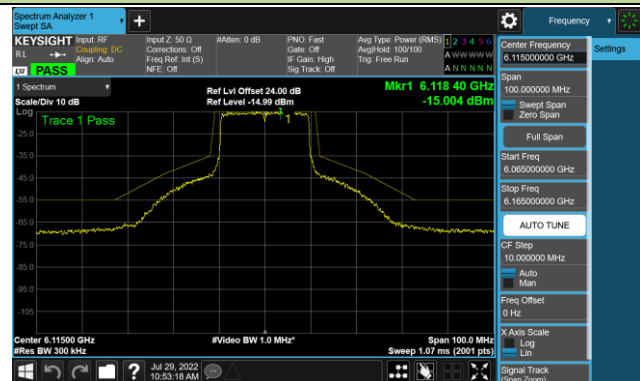 Spectrum Analyzer 1
Swept SA
Frequency
KEYSIGHT
RL
PASS
Input: RF
Coupling: DC
Align: Auto
Input Z: 50 Ω
Corrections: Off
Freq Ref: Int (S)
NFE: Off
#Atten: 0 dB
PNO: Fast
Gate: Off
IF Gain: High
Sig Track: Off
Avg Type: Power (RMS)
Avg|Hold: 100/100
Trig: Free Run
1 2 3 4 5 6
A W W W W W
A N N N N N
1 Spectrum
Scale/Div 10 dB
Ref Lvl Offset 24.00 dB
Ref Level -14.99 dBm
Mkr1 6.118 40 GHz
-15.004 dBm
Log
Trace 1 Pass
1
-25.0
-35.0
-45.0
-55.0
-65.0
-75.0
-85.0
-95.0
-105
Center 6.11500 GHz
#Res BW 300 kHz
#Video BW 1.0 MHz*
Span 100.0 MHz
Sweep 1.07 ms (2001 pts)
Jul 29, 2022
10:53:18 AM
Center Frequency
6.115000000 GHz
Settings
Span
100.000000 MHz
Swept Span
Zero Span
Full Span
Start Freq
6.065000000 GHz
Stop Freq
6.165000000 GHz
AUTO TUNE
CF Step
10.000000 MHz
Auto
Man
Freq Offset
0 Hz
X Axis Scale
Log
Lin
Signal Track
(Span Zoom)